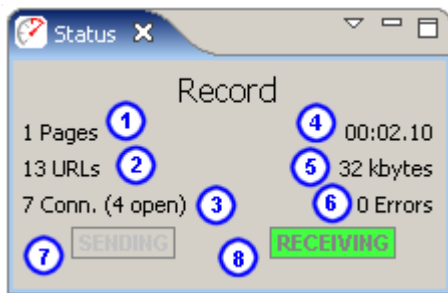 Status
Record
1 Pages 1 4 00:02.10
13 URLs 2 5 32 kbytes
7 Conn. (4 open) 3 6 0 Errors
7 SENDING 8 RECEIVING